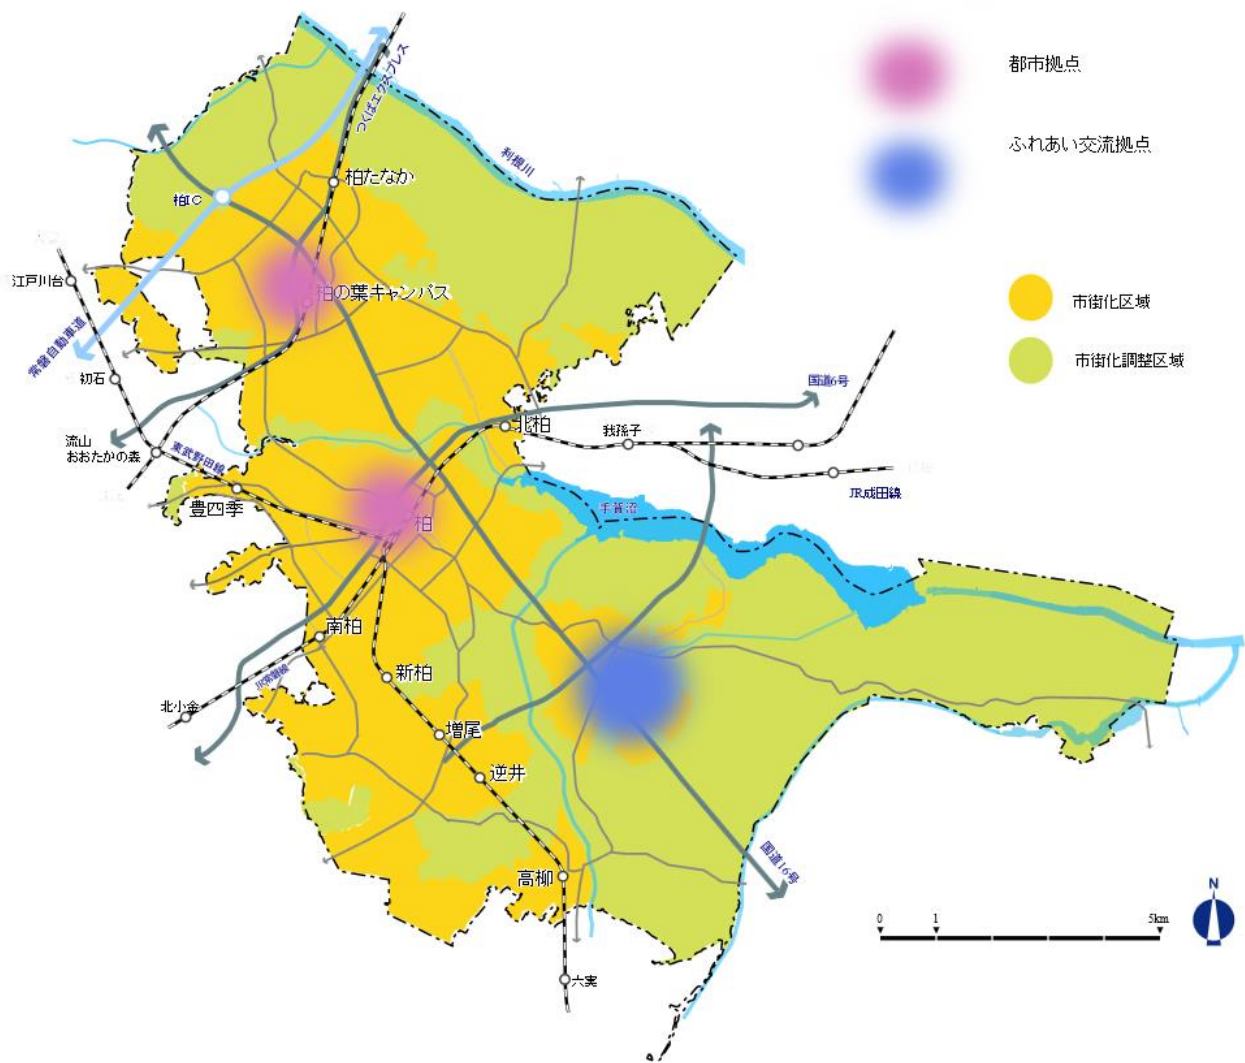 都市拠点
つくばエクスプレス
ふれあい交流拠点
利根川
柏たなか
柏IC
江戸川台
柏の葉キャンパス
市街化区域
常磐自動車道
市街化調整区域
初石
国道6号
北柏
我孫子
流山
おおたかの森
東武野田線
JR成田線
豊四季
手賀沼
柏
南柏
新柏
JR常磐線
北小金
増尾
逆井
国道16号
高柳
N
0 1 5km
六実